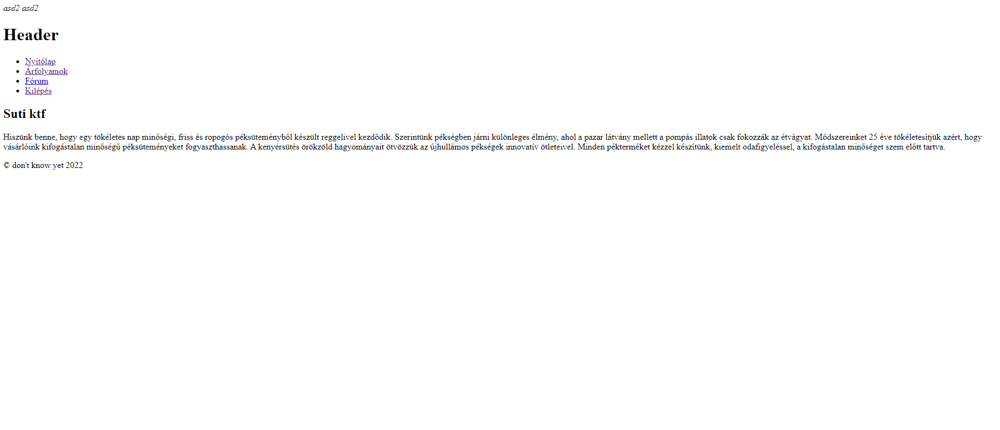 asd2 asd2
Header
Nyitólap
Árfolyamok
Fórum
Kilépés
Suti ktf
Hiszünk benne, hogy egy tökéletes nap minőségi, friss és ropogós péksüteményből készült reggelivel kezdődik. Szerintünk pékségben járni különleges élmény, ahol a pazar látvány mellett a pompás illatok csak fokozzák az étvágyat. Módszereinket 25 éve tökéletesítjük azért, hogy
vásárlóink kifogástalan minőségű péksüteményeket fogyaszthassanak. A kenyérsütés örökzöld hagyományait ötvözzük az újhullámos pékségek innovatív ötleteivel. Minden pékterméket kézzel készítünk, kiemelt odafigyeléssel, a kifogástalan minőséget szem előtt tartva.
© don't know yet 2022